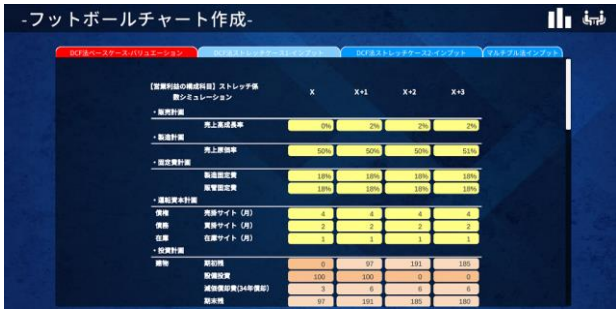 -フットボールチャート作成-
DCF法ベースケース-バリュエーション DCF法ストレッチケース1-インプット DCF法ストレッチケース2-インプット マルチプル法インプット
【営業利益の構成科目】ストレッチ係 X X+1 X+2 X+3
数シミュレーション
・販売計画
売上高成長率 0% 2% 2% 2%
・製造計画
売上原価率 50% 50% 50% 51%
・固定費計画
製造固定費 18% 18% 18% 18%
販管固定費 18% 18% 18% 18%
・運転資本計画
債権 売掛サイト（月） 4 4 4 4
債務 買掛サイト（月） 2 2 2 2
在庫 在庫サイト（月） 1 1 1 1
・投資計画
建物 期初残 0 97 191 185
設備投資 100 100 0 0
減価償却費(34年償却) 3 6 6 6
期末残 97 191 185 180